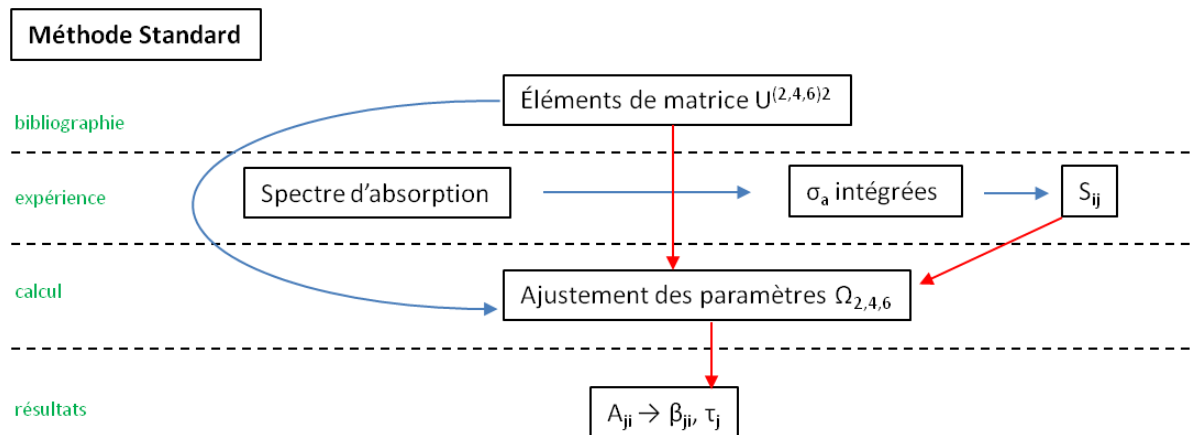 Méthode Standard
Éléments de matrice U^(2,4,6)2
bibliographie
expérience
Spectre d'absorption
σa intégrées
Sij
calcul
Ajustement des paramètres Ω2,4,6
résultats
Aji → βji, τj